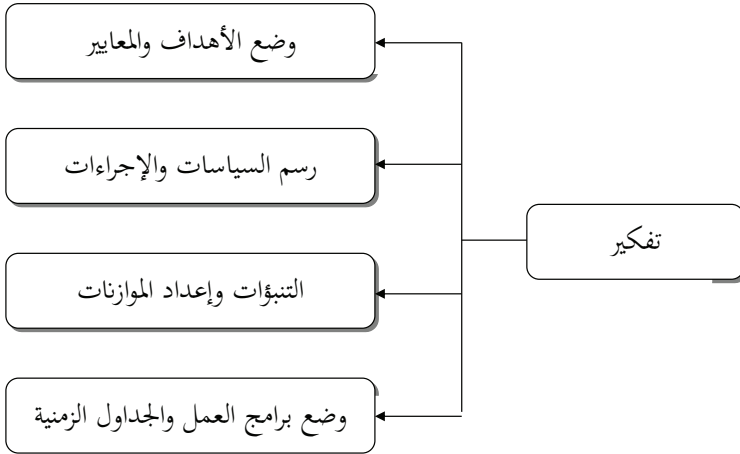 وضع الأهداف والمعايير
رسم السياسات والإجراءات
تفكير
التنبؤات وإعداد الموازنات
وضع برامج العمل والجداول الزمنية